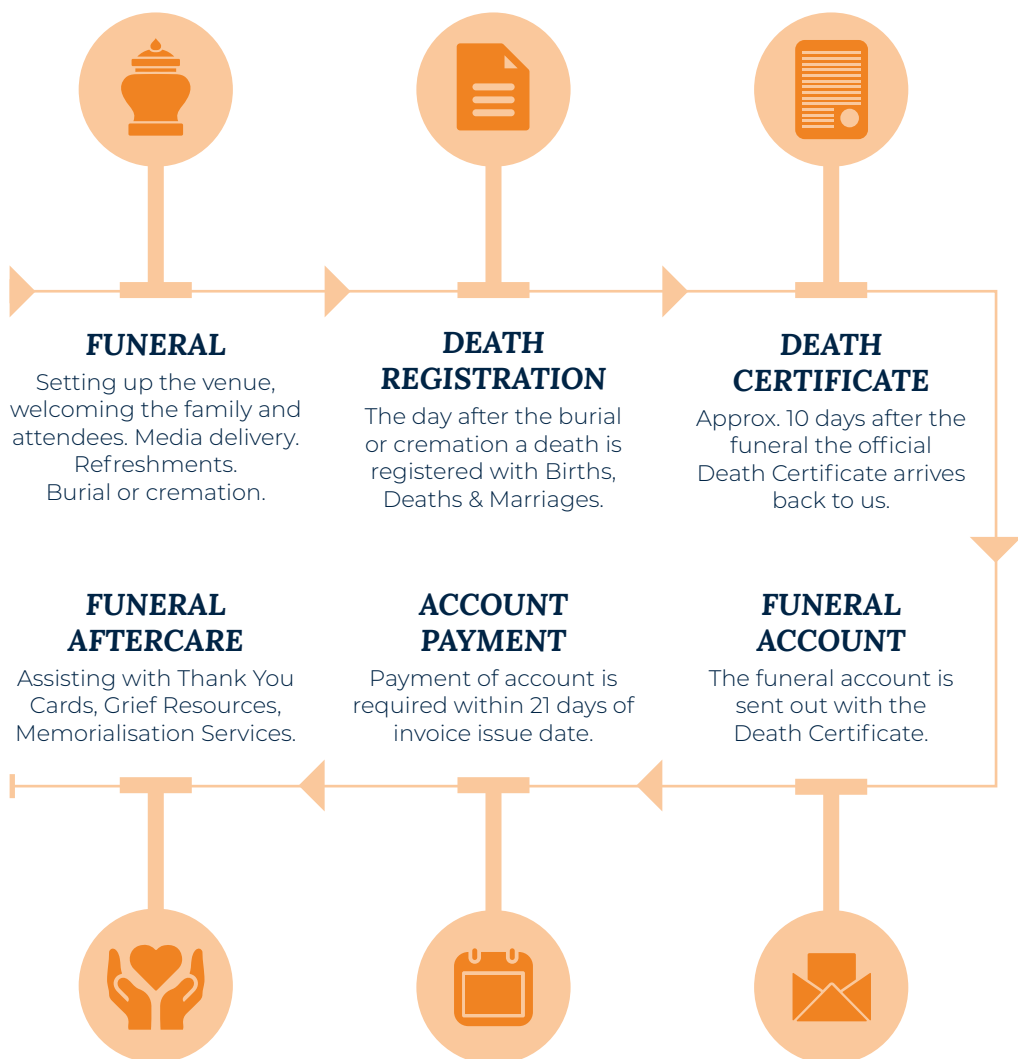 FUNERAL
Setting up the venue,
welcoming the family and
attendees. Media delivery.
Refreshments.
Burial or cremation.
DEATH
REGISTRATION
The day after the burial
or cremation a death is
registered with Births,
Deaths & Marriages.
DEATH
CERTIFICATE
Approx. 10 days after the
funeral the official
Death Certificate arrives
back to us.
FUNERAL
ACCOUNT
The funeral account is
sent out with the
Death Certificate.
ACCOUNT
PAYMENT
Payment of account is
required within 21 days of
invoice issue date.
FUNERAL
AFTERCARE
Assisting with Thank You
Cards, Grief Resources,
Memorialisation Services.